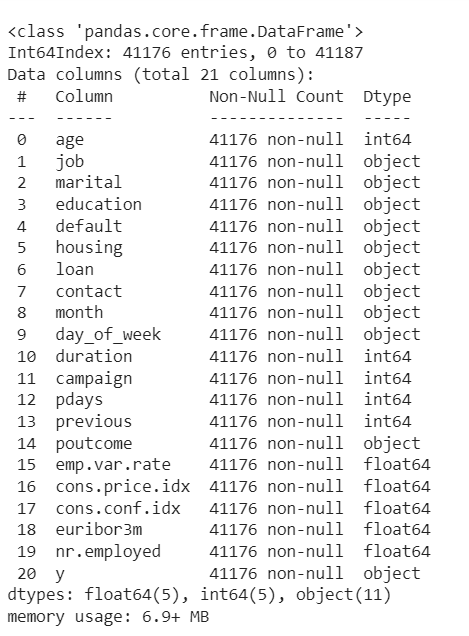 <class 'pandas.core.frame.DataFrame'>
Int64Index: 41176 entries, 0 to 41187
Data columns (total 21 columns):
 #   Column          Non-Null Count  Dtype
---  ------          --------------  -----
 0   age             41176 non-null  int64
 1   job             41176 non-null  object
 2   marital         41176 non-null  object
 3   education       41176 non-null  object
 4   default         41176 non-null  object
 5   housing         41176 non-null  object
 6   loan            41176 non-null  object
 7   contact         41176 non-null  object
 8   month           41176 non-null  object
 9   day_of_week     41176 non-null  object
 10  duration        41176 non-null  int64
 11  campaign        41176 non-null  int64
 12  pdays           41176 non-null  int64
 13  previous        41176 non-null  int64
 14  poutcome        41176 non-null  object
 15  emp.var.rate    41176 non-null  float64
 16  cons.price.idx  41176 non-null  float64
 17  cons.conf.idx   41176 non-null  float64
 18  euribor3m       41176 non-null  float64
 19  nr.employed     41176 non-null  float64
 20  y               41176 non-null  object
dtypes: float64(5), int64(5), object(11)
memory usage: 6.9+ MB